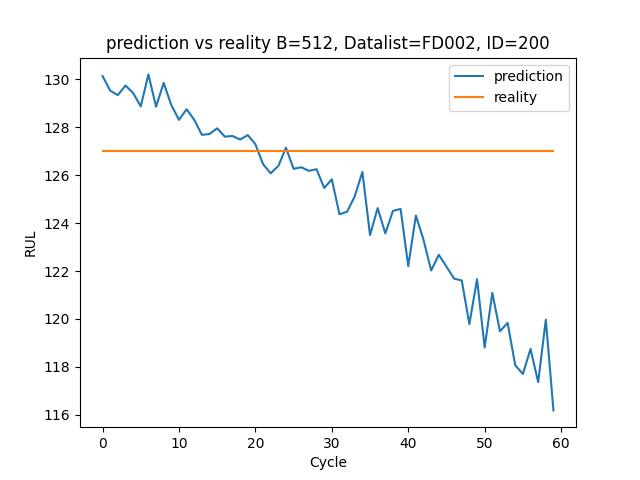 prediction vs reality B=512, Datalist=FD002, ID=200
prediction
reality
130
128
126
124
122
120
118
116
RUL
0 10 20 30 40 50 60
Cycle